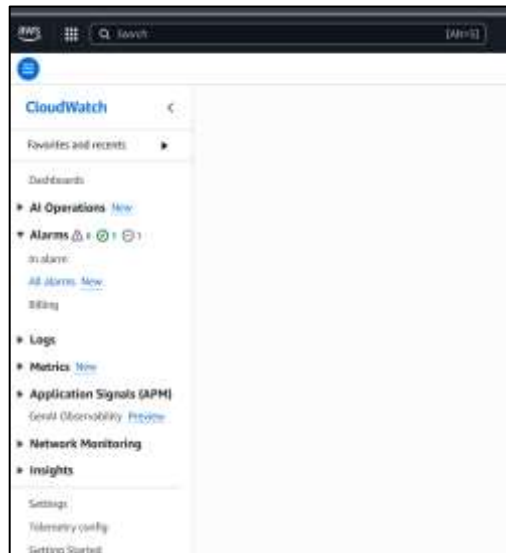 aws Search [Alt+S]
CloudWatch
Favorites and recents
Dashboards
AI Operations New
Alarms
In alarm
All alarms New
Billing
Logs
Metrics New
Application Signals (APM)
GenAI Observability Preview
Network Monitoring
Insights
Settings
Telemetry config
Getting Started